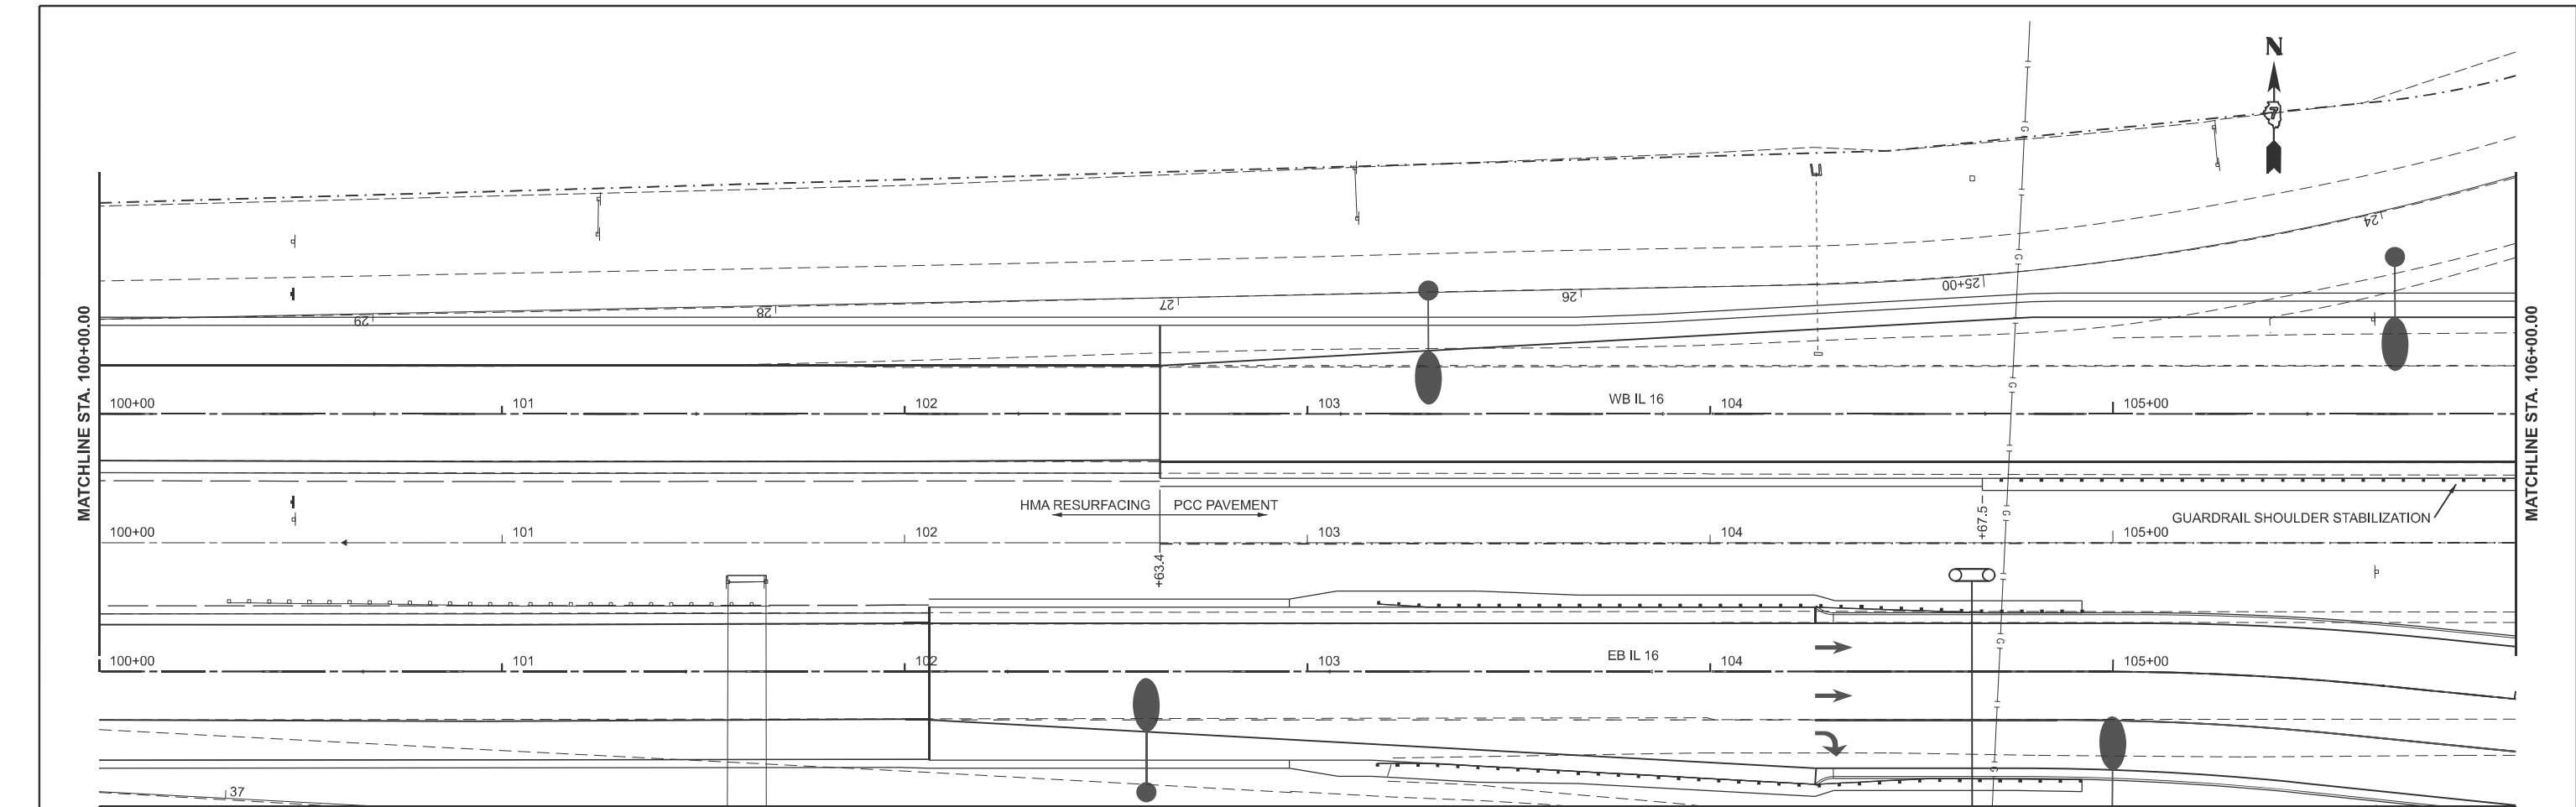 N
7
G
G
G
G
24
25+00
26
27
28
29
MATCHLINE STA. 100+00.00
MATCHLINE STA. 106+00.00
100+00
101
102
103
WB IL 16
104
105+00
G
G
HMA RESURFACING
PCC PAVEMENT
+67.5
G
GUARDRAIL SHOULDER STABILIZATION
100+00
101
102
103
104
105+00
+63.4
G
100+00
101
102
103
EB IL 16
104
105+00
G
37